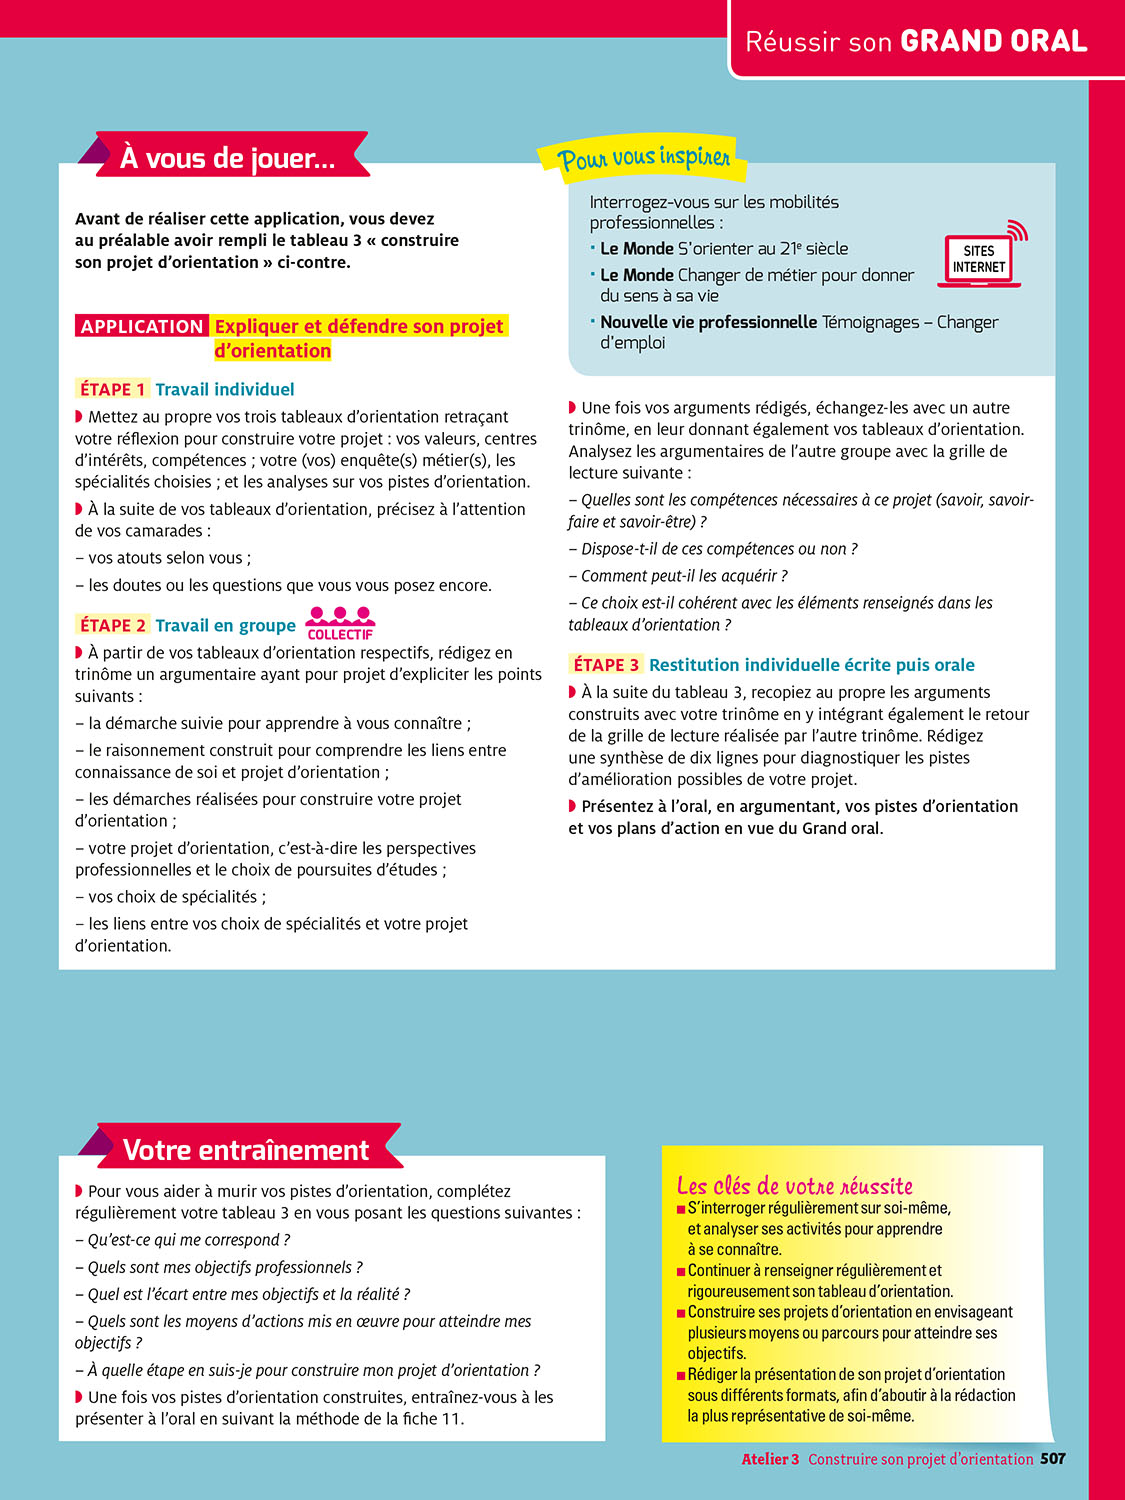 Réussir son GRAND ORAL
À vous de jouer...
Avant de réaliser cette application, vous devez
au préalable avoir rempli le tableau 3 « construire
son projet d'orientation » ci-contre.
APPLICATION Expliquer et défendre son projet
d'orientation
ÉTAPE 1 Travail individuel
Mettez au propre vos trois tableaux d'orientation retraçant
votre réflexion pour construire votre projet : vos valeurs, centres
d'intérêts, compétences ; votre (vos) enquête(s) métier(s), les
spécialités choisies ; et les analyses sur vos pistes d'orientation.
À la suite de vos tableaux d'orientation, précisez à l'attention
de vos camarades :
– vos atouts selon vous ;
– les doutes ou les questions que vous vous posez encore.
ÉTAPE 2 Travail en groupe COLLECTIF
À partir de vos tableaux d'orientation respectifs, rédigez en
trinôme un argumentaire ayant pour projet d'expliciter les points
suivants :
– la démarche suivie pour apprendre à vous connaître ;
– le raisonnement construit pour comprendre les liens entre
connaissance de soi et projet d'orientation ;
– les démarches réalisées pour construire votre projet
d'orientation ;
– votre projet d'orientation, c'est-à-dire les perspectives
professionnelles et le choix de poursuites d'études ;
– vos choix de spécialités ;
– les liens entre vos choix de spécialités et votre projet
d'orientation.
Pour vous inspirer
Interrogez-vous sur les mobilités
professionnelles :
• Le Monde S'orienter au 21e siècle
• Le Monde Changer de métier pour donner
du sens à sa vie
• Nouvelle vie professionnelle Témoignages – Changer
d'emploi
SITES
INTERNET
Une fois vos arguments rédigés, échangez-les avec un autre
trinôme, en leur donnant également vos tableaux d'orientation.
Analysez les argumentaires de l'autre groupe avec la grille de
lecture suivante :
– Quelles sont les compétences nécessaires à ce projet (savoir, savoir-
faire et savoir-être) ?
– Dispose-t-il de ces compétences ou non ?
– Comment peut-il les acquérir ?
– Ce choix est-il cohérent avec les éléments renseignés dans les
tableaux d'orientation ?
ÉTAPE 3 Restitution individuelle écrite puis orale
À la suite du tableau 3, recopiez au propre les arguments
construits avec votre trinôme en y intégrant également le retour
de la grille de lecture réalisée par l'autre trinôme. Rédigez
une synthèse de dix lignes pour diagnostiquer les pistes
d'amélioration possibles de votre projet.
Présentez à l'oral, en argumentant, vos pistes d'orientation
et vos plans d'action en vue du Grand oral.
Votre entraînement
Pour vous aider à murir vos pistes d'orientation, complétez
régulièrement votre tableau 3 en vous posant les questions suivantes :
– Qu'est-ce qui me correspond ?
– Quels sont mes objectifs professionnels ?
– Quel est l'écart entre mes objectifs et la réalité ?
– Quels sont les moyens d'actions mis en œuvre pour atteindre mes
objectifs ?
– À quelle étape en suis-je pour construire mon projet d'orientation ?
Une fois vos pistes d'orientation construites, entraînez-vous à les
présenter à l'oral en suivant la méthode de la fiche 11.
Les clés de votre réussite
S'interroger régulièrement sur soi-même,
et analyser ses activités pour apprendre
à se connaître.
Continuer à renseigner régulièrement et
rigoureusement son tableau d'orientation.
Construire ses projets d'orientation en envisageant
plusieurs moyens ou parcours pour atteindre ses
objectifs.
Rédiger la présentation de son projet d'orientation
sous différents formats, afin d'aboutir à la rédaction
la plus représentative de soi-même.
Atelier 3 Construire son projet d'orientation 507